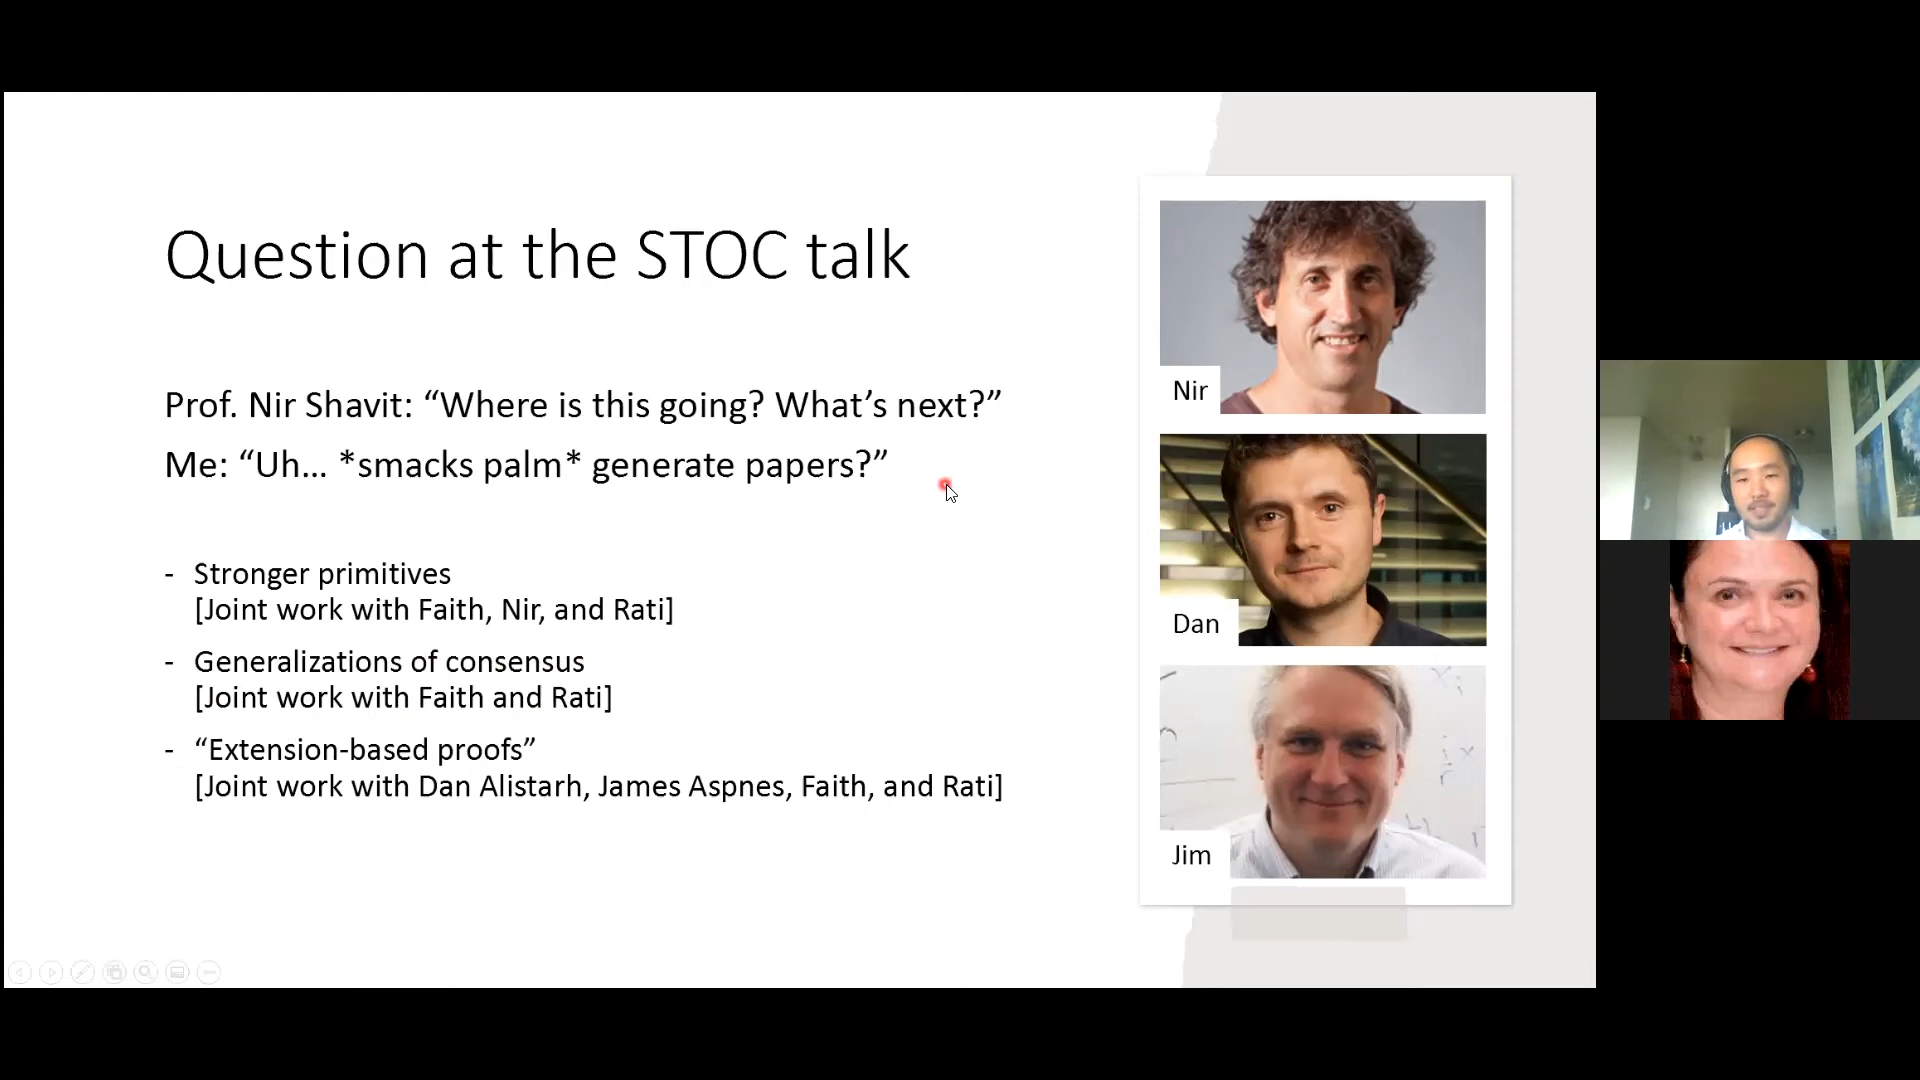 Question at the STOC talk
Prof. Nir Shavit: “Where is this going? What’s next?”
Me: “Uh… *smacks palm* generate papers?”
- Stronger primitives
[Joint work with Faith, Nir, and Rati]
- Generalizations of consensus
[Joint work with Faith and Rati]
- “Extension-based proofs”
[Joint work with Dan Alistarh, James Aspnes, Faith, and Rati]
Nir
Dan
Jim